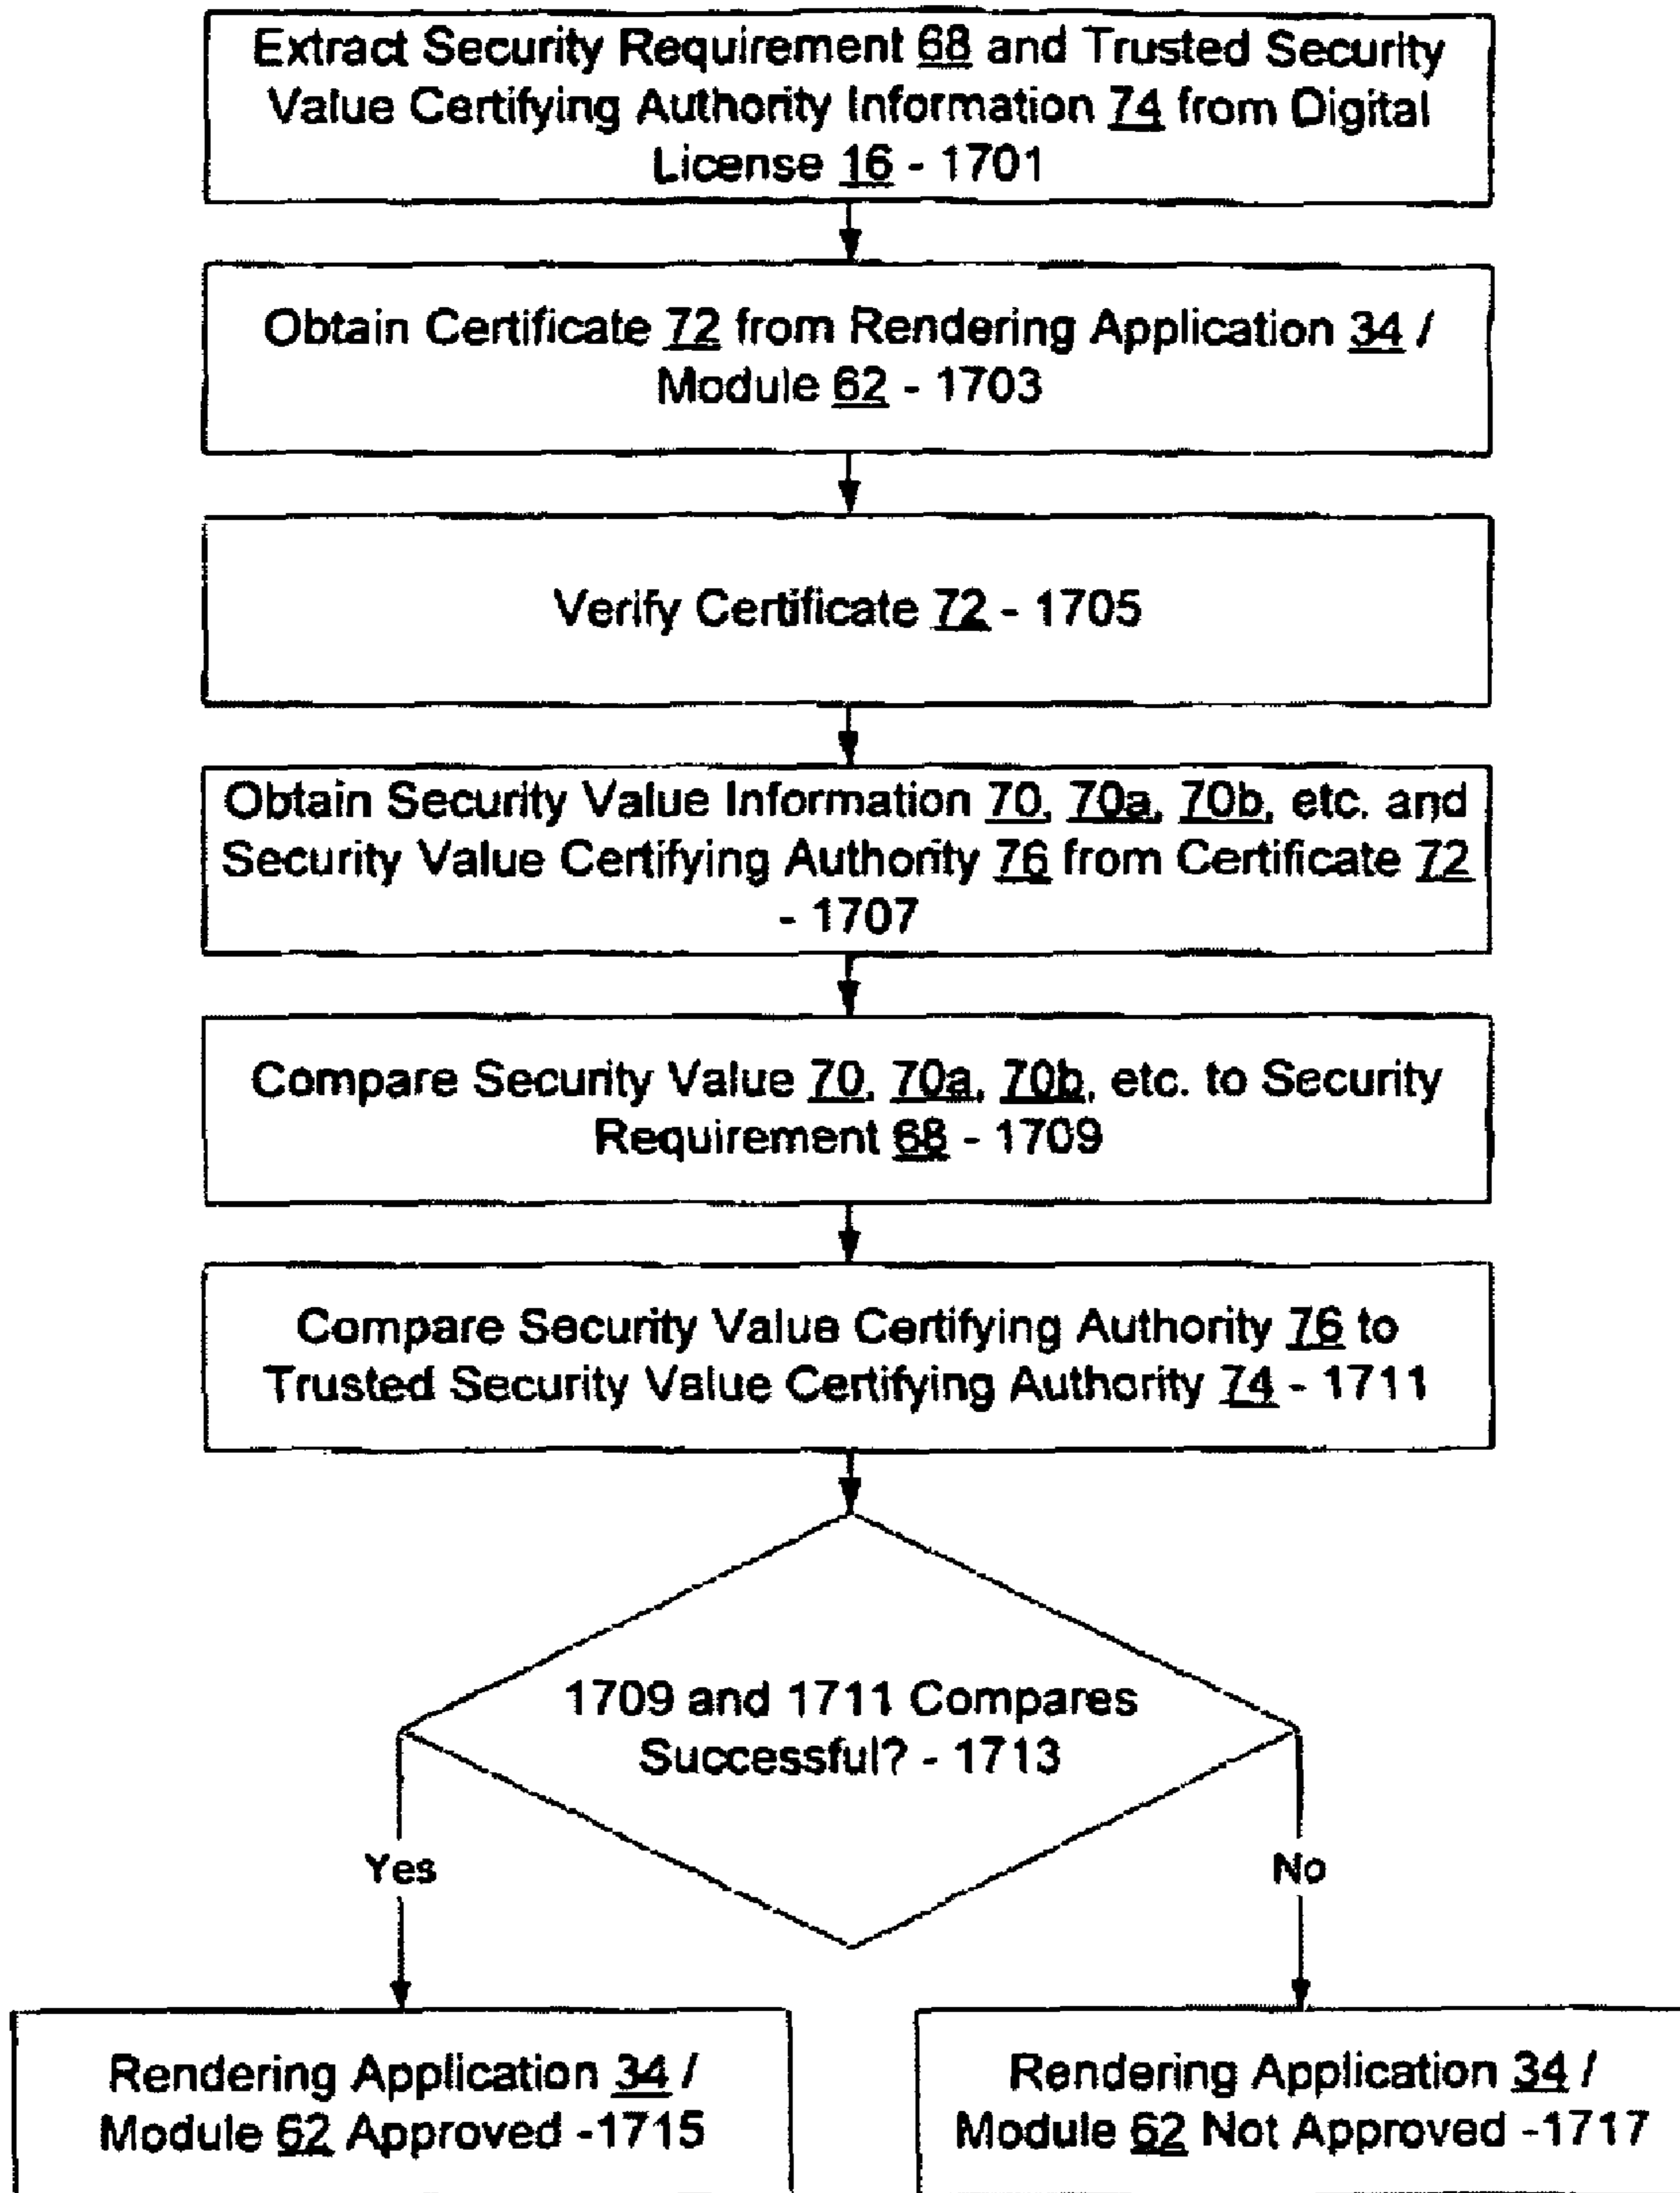 Extract Security Requirement 68 and Trusted Security
Value Certifying Authority Information 74 from Digital
License 16 - 1701
Obtain Certificate 72 from Rendering Application 34 /
Module 62 - 1703
Verify Certificate 72 - 1705
Obtain Security Value Information 70, 70a, 70b, etc. and
Security Value Certifying Authority 76 from Certificate 72
- 1707
Compare Security Value 70, 70a, 70b, etc. to Security
Requirement 68 - 1709
Compare Security Value Certifying Authority 76 to
Trusted Security Value Certifying Authority 74 - 1711
1709 and 1711 Compares
Successful? - 1713
Yes
No
Rendering Application 34 /
Module 62 Approved -1715
Rendering Application 34 /
Module 62 Not Approved -1717